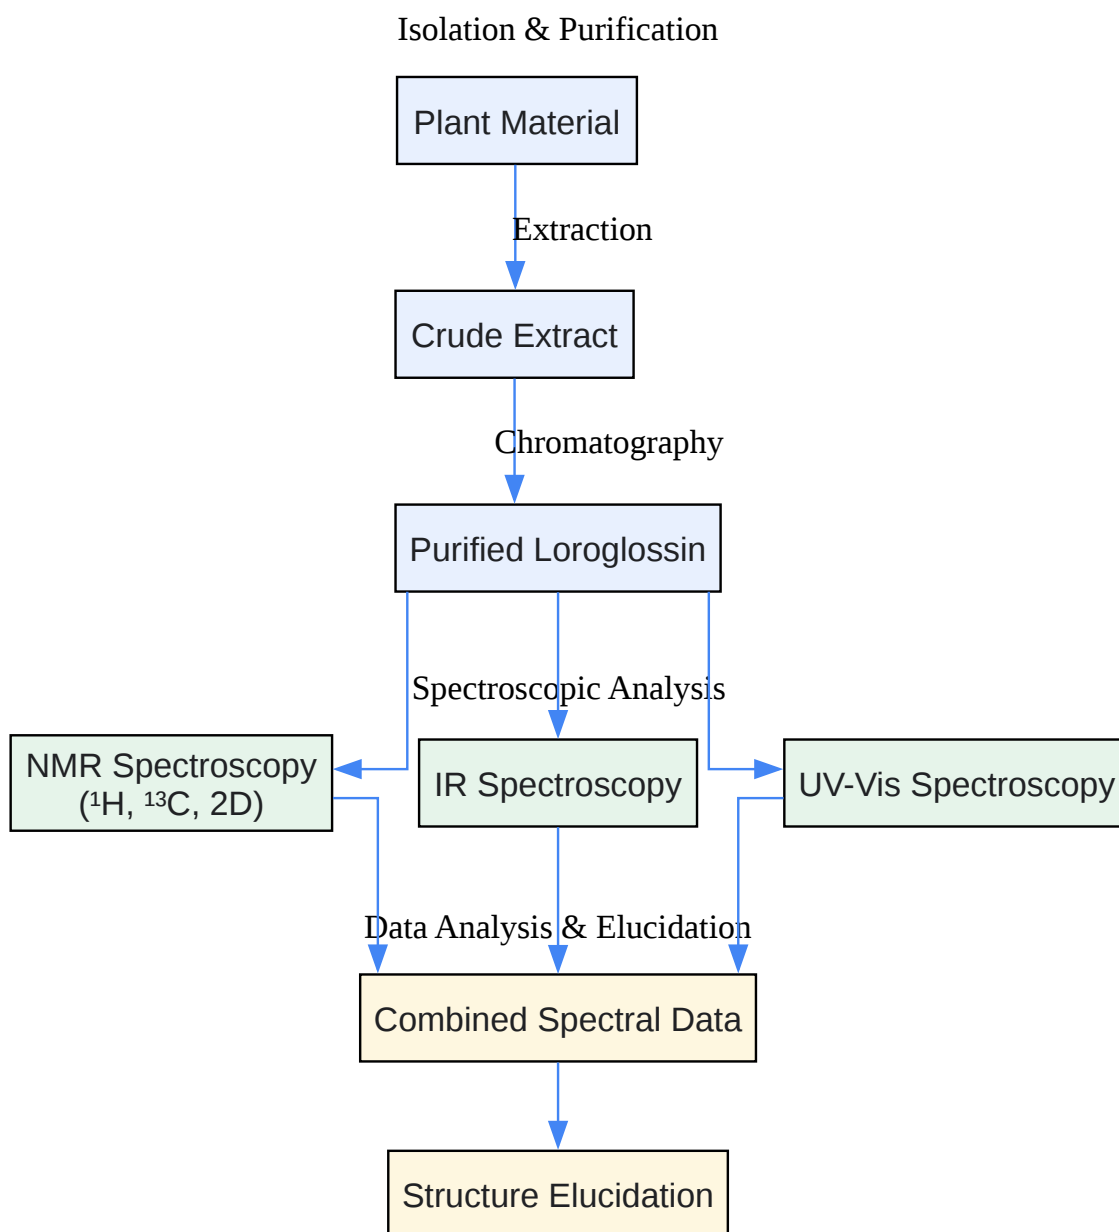 Isolation & Purification
Plant Material
Extraction
Crude Extract
Chromatography
Purified Loroglossin
Spectroscopic Analysis
NMR Spectroscopy
(¹H, ¹³C, 2D)
IR Spectroscopy
UV-Vis Spectroscopy
Data Analysis & Elucidation
Combined Spectral Data
Structure Elucidation